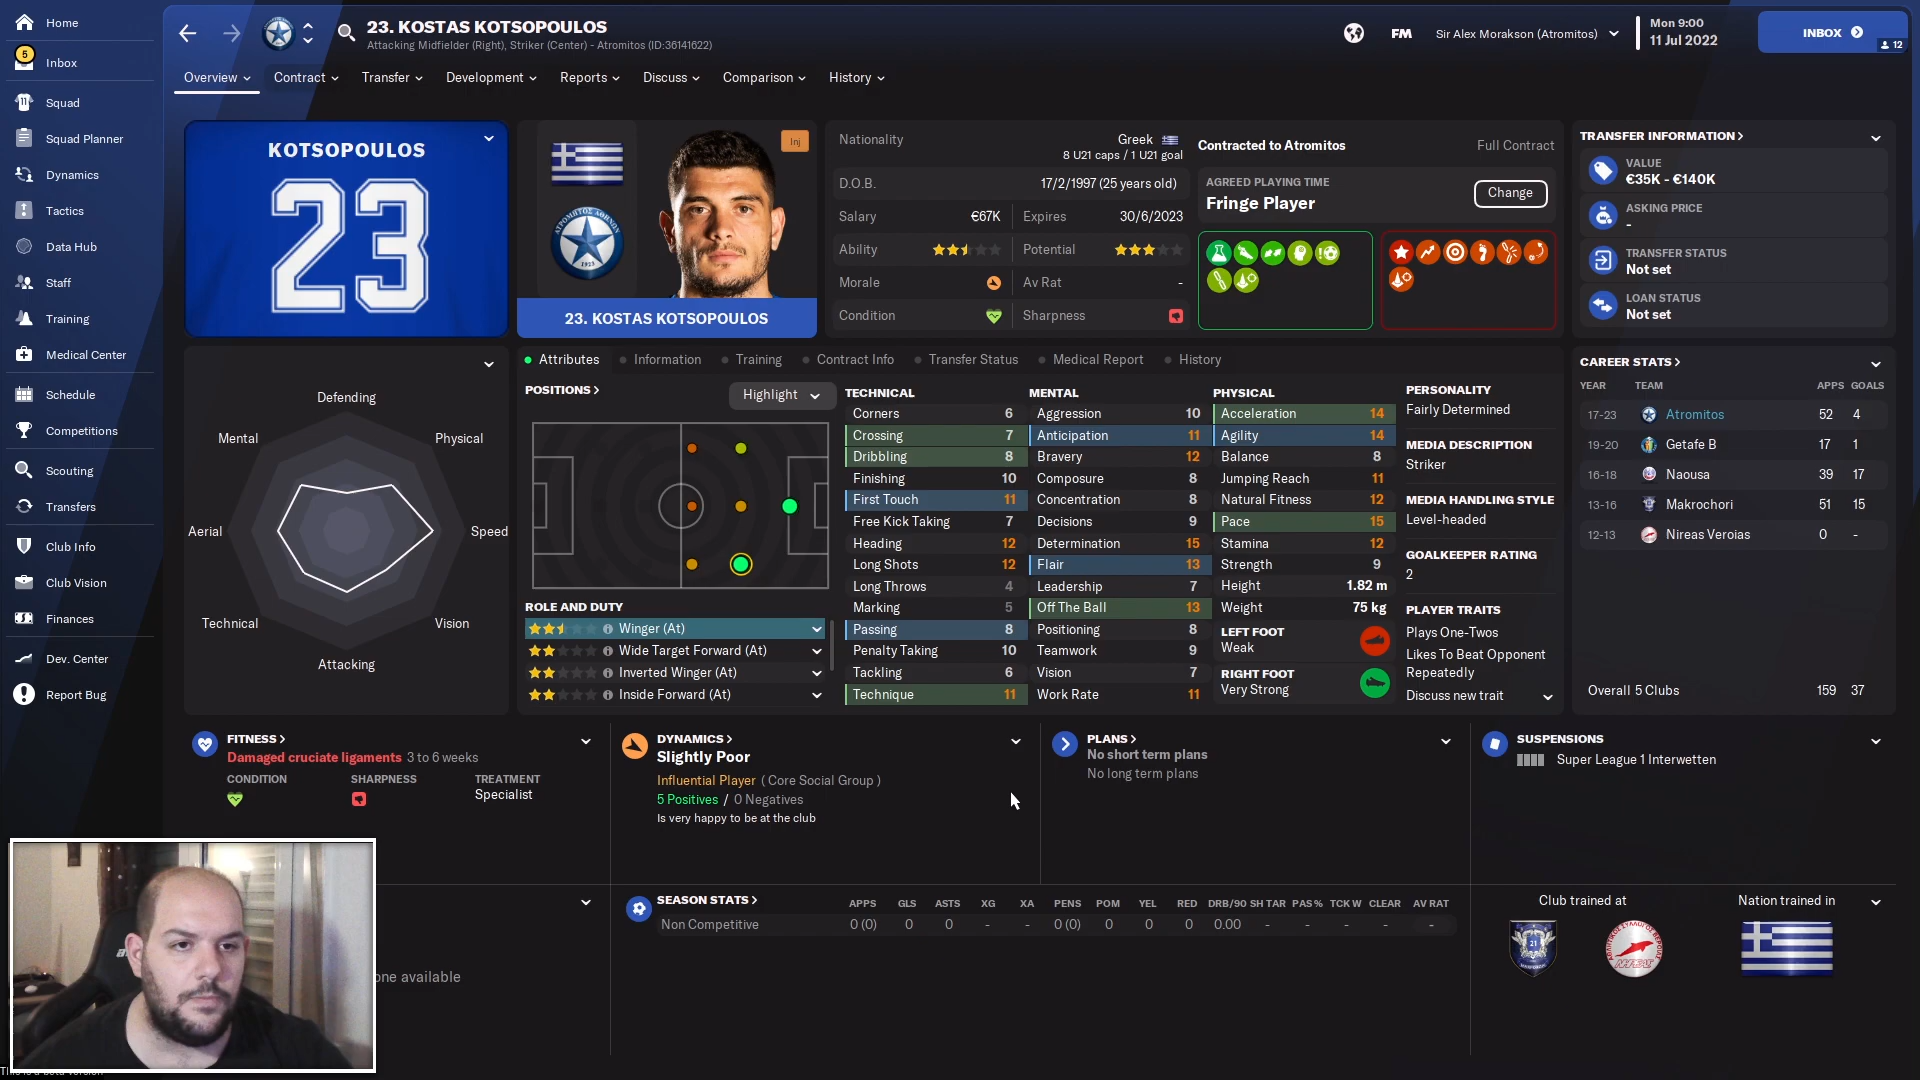 Home
Inbox
5
Squad
Squad Planner
Dynamics
Tactics
Data Hub
Staff
Training
Medical Center
Schedule
Competitions
Scouting
Transfers
Club Info
Club Vision
Finances
Dev. Center
Report Bug
23. KOSTAS KOTSOPOULOS
Attacking Midfielder (Right), Striker (Center) - Atromitos (ID:36141622)
FM
Sir Alex Morakson (Atromitos)
Mon 9:00
11 Jul 2022
INBOX
12
Overview Contract Transfer Development Reports Discuss Comparison History
KOTSOPOULOS
23
Inj
23. KOSTAS KOTSOPOULOS
Nationality Greek
8 U21 caps / 1 U21 goal
D.O.B. 17/2/1997 (25 years old)
Salary €67K Expires 30/6/2023
Ability Potential
Morale Av Rat -
Condition Sharpness
Contracted to Atromitos Full Contract
AGREED PLAYING TIME
Fringe Player
Change
TRANSFER INFORMATION
VALUE
€35K - €140K
ASKING PRICE
-
TRANSFER STATUS
Not set
LOAN STATUS
Not set
Defending
Mental Physical
Aerial Speed
Technical Vision
Attacking
Attributes Information Training Contract Info Transfer Status Medical Report History
POSITIONS
Highlight
ROLE AND DUTY
Winger (At)
Wide Target Forward (At)
Inverted Winger (At)
Inside Forward (At)
TECHNICAL
Corners 6
Crossing 7
Dribbling 8
Finishing 10
First Touch 11
Free Kick Taking 7
Heading 12
Long Shots 12
Long Throws 4
Marking 5
Passing 8
Penalty Taking 10
Tackling 6
Technique 11
MENTAL
Aggression 10
Anticipation 11
Bravery 12
Composure 8
Concentration 8
Decisions 9
Determination 15
Flair 13
Leadership 7
Off The Ball 13
Positioning 8
Teamwork 9
Vision 7
Work Rate 11
PHYSICAL
Acceleration 14
Agility 14
Balance 8
Jumping Reach 11
Natural Fitness 12
Pace 15
Stamina 12
Strength 9
Height 1.82 m
Weight 75 kg
LEFT FOOT
Weak
RIGHT FOOT
Very Strong
PERSONALITY
Fairly Determined
MEDIA DESCRIPTION
Striker
MEDIA HANDLING STYLE
Level-headed
GOALKEEPER RATING
2
PLAYER TRAITS
Plays One-Twos
Likes To Beat Opponent
Repeatedly
Discuss new trait
CAREER STATS
YEAR TEAM APPS GOALS
17-23 Atromitos 52 4
19-20 Getafe B 17 1
16-18 Naousa 39 17
13-16 Makrochori 51 15
12-13 Nireas Veroias 0 -
Overall 5 Clubs 159 37
FITNESS
Damaged cruciate ligaments 3 to 6 weeks
CONDITION SHARPNESS TREATMENT
Specialist
DYNAMICS
Slightly Poor
Influential Player ( Core Social Group )
5 Positives / 0 Negatives
Is very happy to be at the club
PLANS
No short term plans
No long term plans
SUSPENSIONS
Super League 1 Interwetten
one available
SEASON STATS APPS GLS ASTS XG XA PENS POM YEL RED DRB/90 SH TAR PAS% TCK W CLEAR AV RAT
Non Competitive 0 (0) 0 0 - - 0 (0) 0 0 0 0.00 - - - - -
Club trained at
Nation trained in